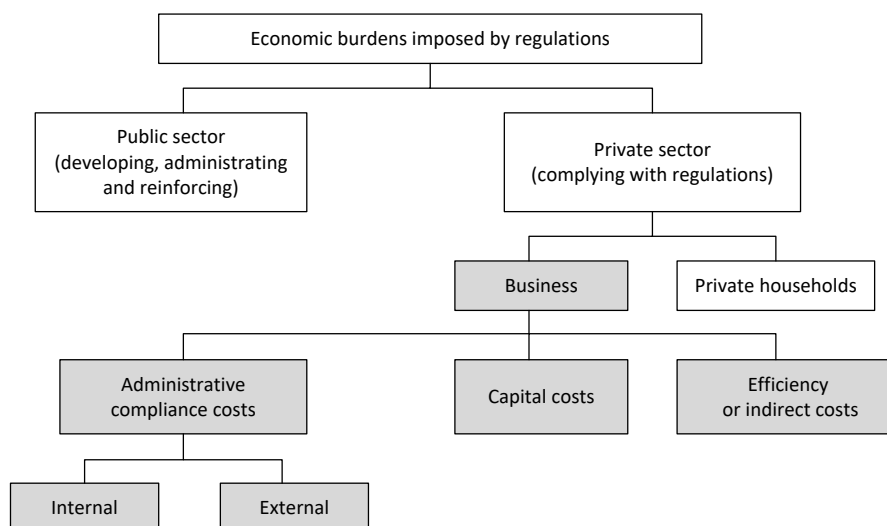 Economic burdens imposed by regulations
Public sector
(developing, administrating
and reinforcing)
Private sector
(complying with regulations)
Business
Private households
Administrative
compliance costs
Capital costs
Efficiency
or indirect costs
Internal
External